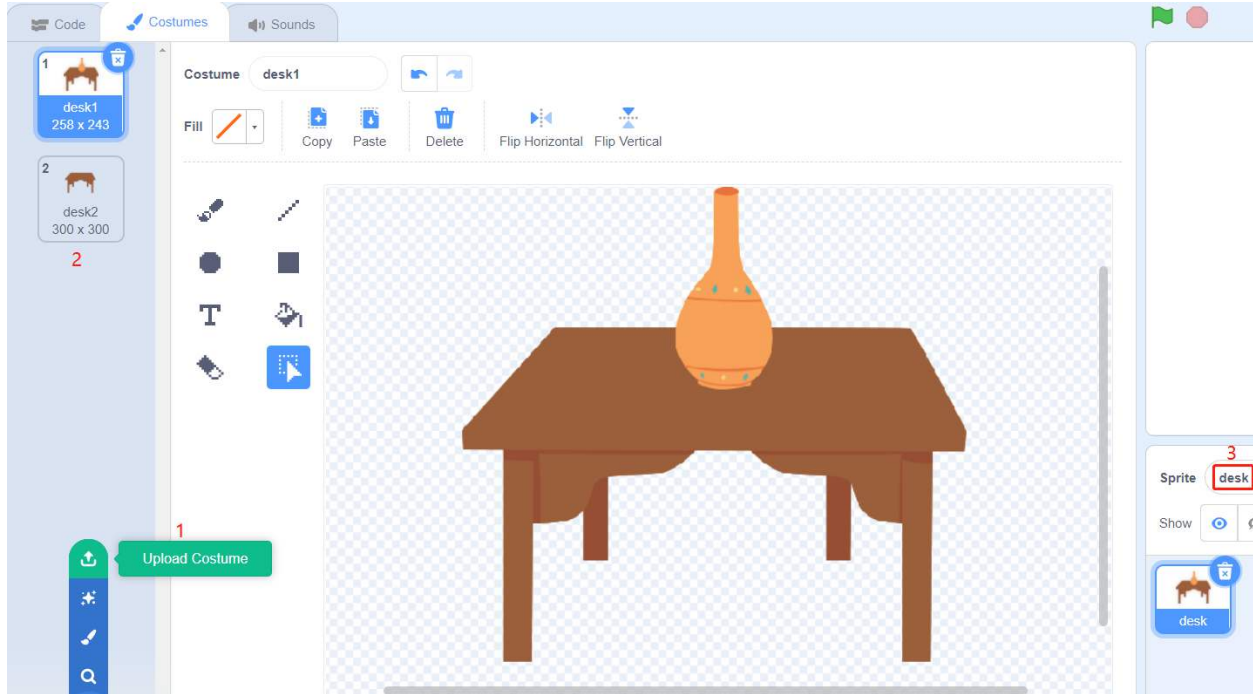 Code
Costumes
Sounds
1
desk1
258 x 243
2
desk2
300 x 300
2
Costume desk1
Fill
Copy Paste Delete Flip Horizontal Flip Vertical
T
1
Upload Costume
3
Sprite desk
Show
desk